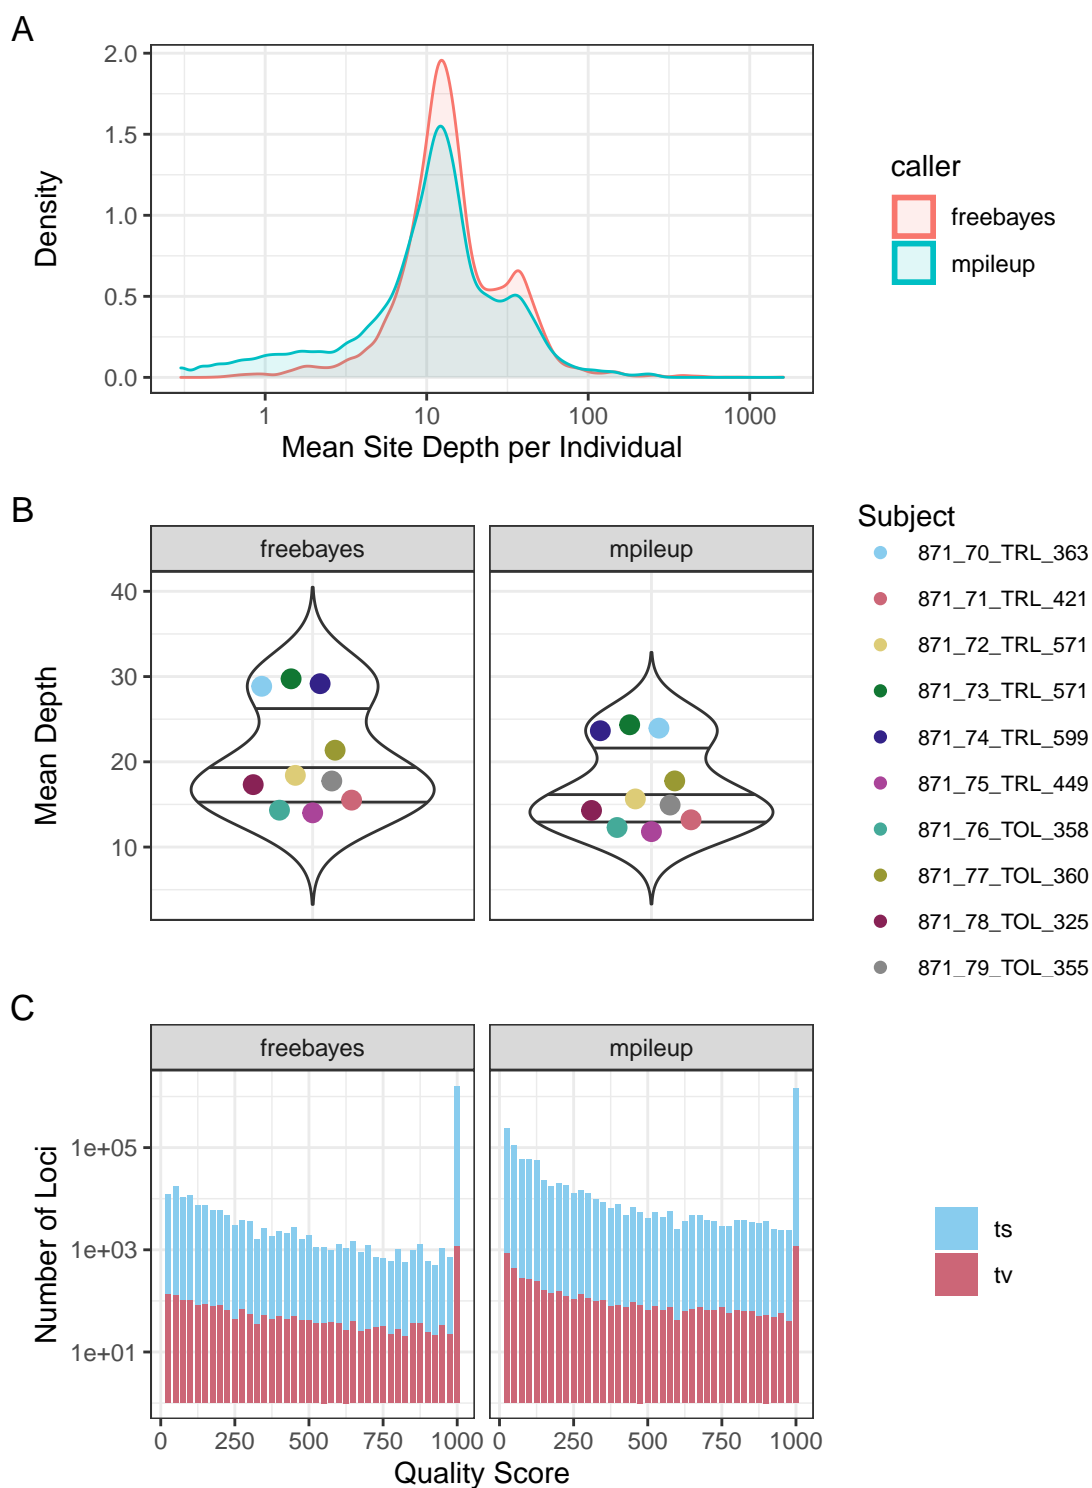 A
2.0
1.5
1.0
0.5
0.0
Density
1 10 100 1000
Mean Site Depth per Individual
caller
freebayes
mpileup
B
freebayes mpileup
40
30
20
10
Mean Depth
Subject
871_70_TRL_363
871_71_TRL_421
871_72_TRL_571
871_73_TRL_571
871_74_TRL_599
871_75_TRL_449
871_76_TOL_358
871_77_TOL_360
871_78_TOL_325
871_79_TOL_355
C
freebayes mpileup
1e+05
1e+03
1e+01
Number of Loci
0 250 500 750 1000 0 250 500 750 1000
Quality Score
ts
tv